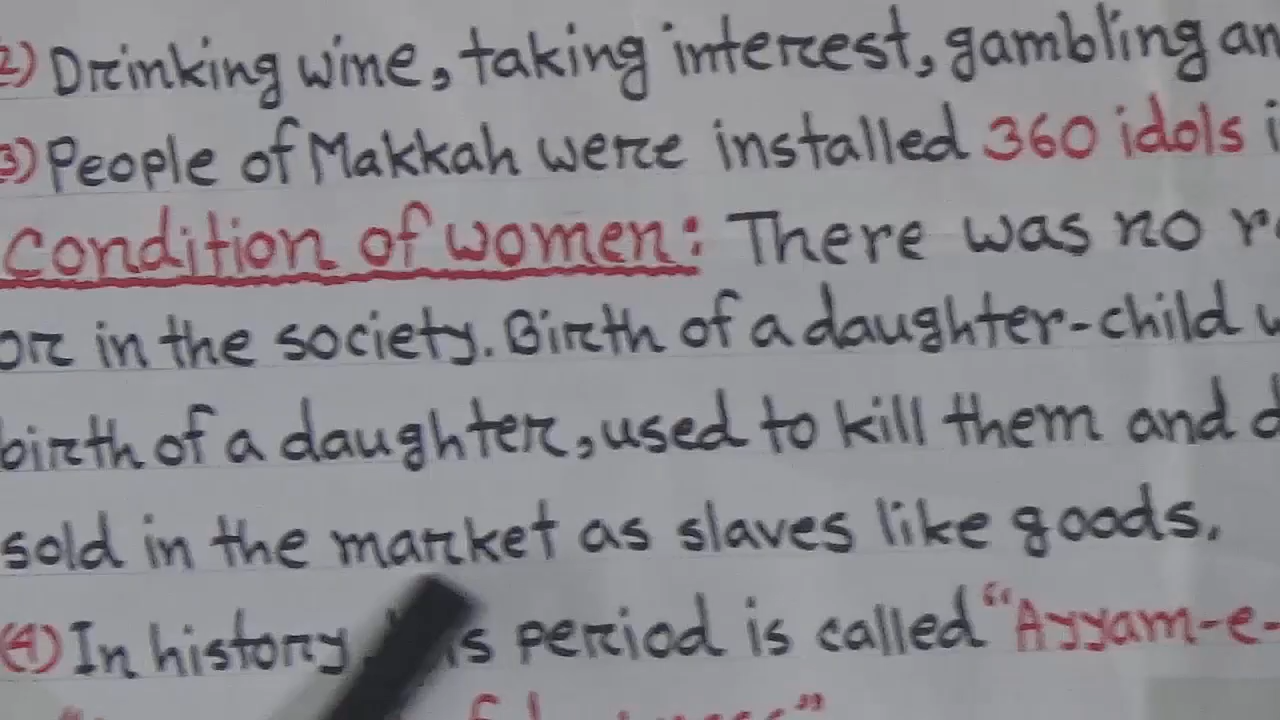 2) Drinking wine, taking interest, gambling an
3) People of Makkah were installed 360 idols i
Condition of women: There was no r
or in the society. Birth of a daughter-child
birth of a daughter, used to kill them and d
sold in the market as slaves like goods.
(4) In history is period is called "Ayyam-e-